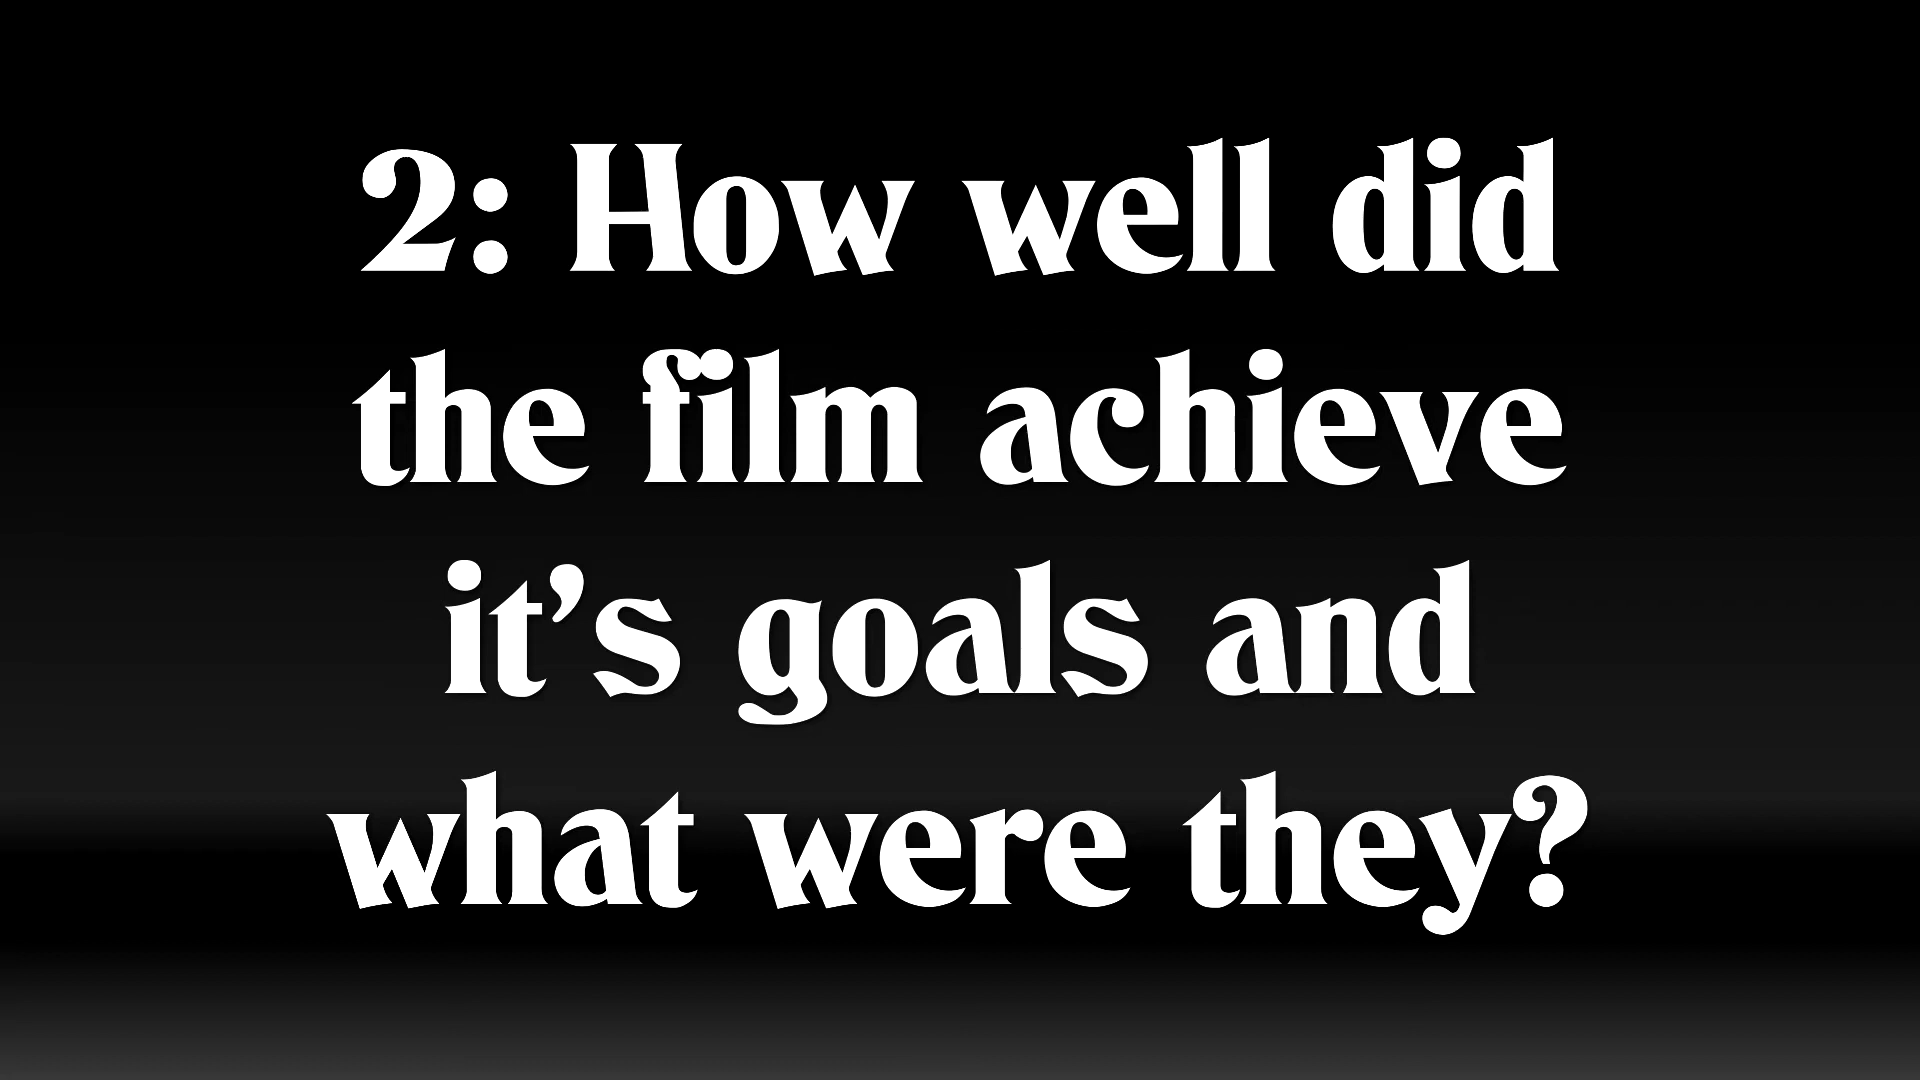 2: How well did
the film achieve
it’s goals and
what were they?